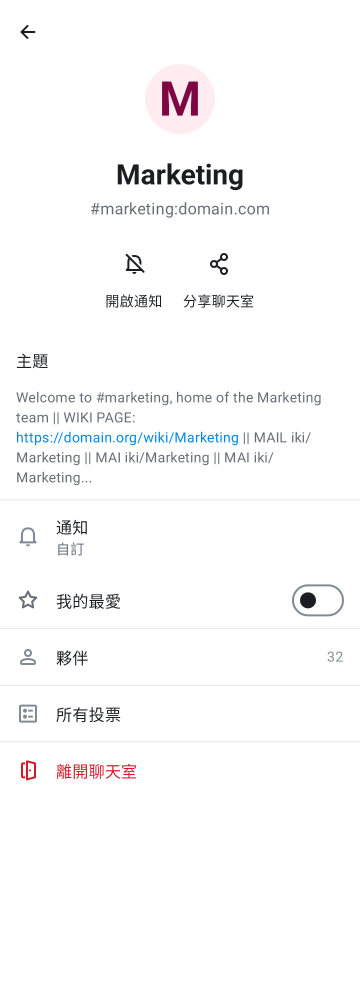 M
Marketing
#marketing:domain.com
開啟通知
分享聊天室
主題
Welcome to #marketing, home of the Marketing
team || WIKI PAGE:
https://domain.org/wiki/Marketing || MAIL iki/
Marketing || MAI iki/Marketing || MAI iki/
Marketing...
通知
自訂
我的最愛
夥伴
32
所有投票
離開聊天室